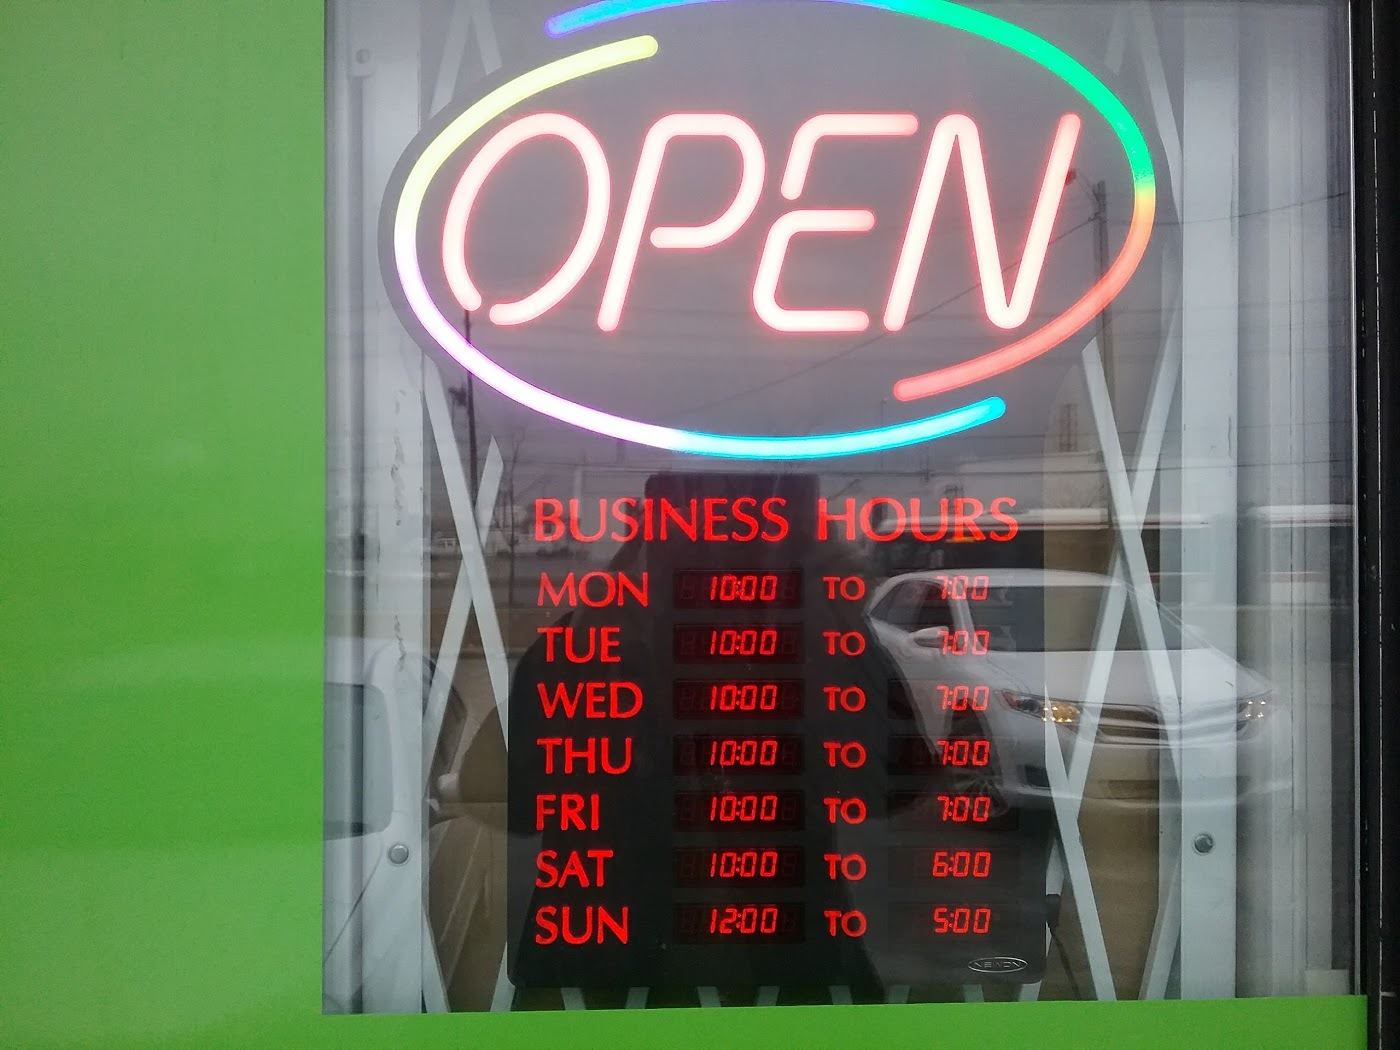 OPEN
BUSINESS HOURS
MON 10:00 TO 7:00
TUE 10:00 TO 7:00
WED 10:00 TO 7:00
THU 10:00 TO 7:00
FRI 10:00 TO 7:00
SAT 10:00 TO 6:00
SUN 12:00 TO 5:00